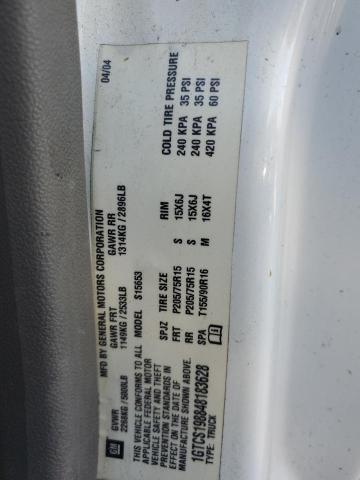 MFD BY GENERAL MOTORS CORPORATION 04/04
GM
GVWR GAWR FRT GAWR RR
2268KG / 5000LB 1149KG / 2533LB 1314KG / 2896LB
THIS VEHICLE CONFORMS TO ALL
APPLICABLE FEDERAL MOTOR
VEHICLE SAFETY AND THEFT
PREVENTION STANDARDS IN EFFECT ON
THE DATE OF MANUFACTURE SHOWN ABOVE.
1GTCS190848183628
TYPE: TRUCK
MODEL: S15653
SPJZ TIRE SIZE RIM COLD TIRE PRESSURE
FRT P205/75R15 S 15X6J 240 KPA 35 PSI
RR P205/75R15 S 15X6J 240 KPA 35 PSI
SPA T155/90R16 M 16X4T 420 KPA 60 PSI